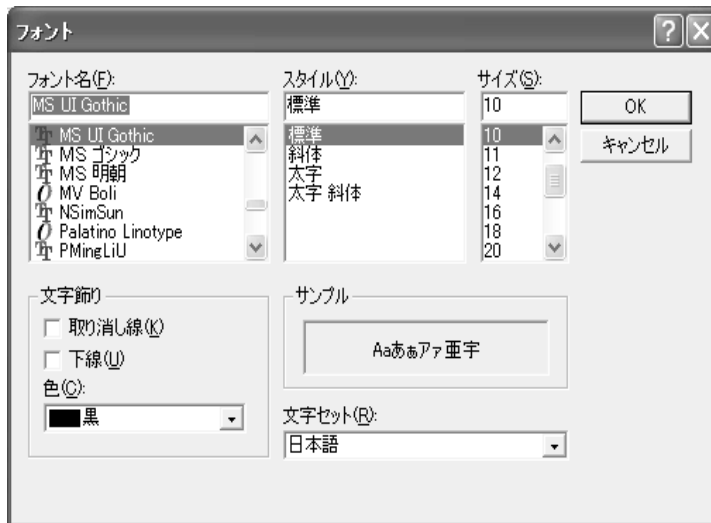 フォント
フォント名(F):
MS UI Gothic
MS UI Gothic
MS ゴシック
MS 明朝
MV Boli
NSimSun
Palatino Linotype
PMingLiU
スタイル(Y):
標準
標準
斜体
太字
太字 斜体
サイズ(S):
10
10
11
12
14
16
18
20
OK
キャンセル
文字飾り
取り消し線(K)
下線(U)
色(C):
黒
サンプル
Aaあぁアァ亜宇
文字セット(R):
日本語